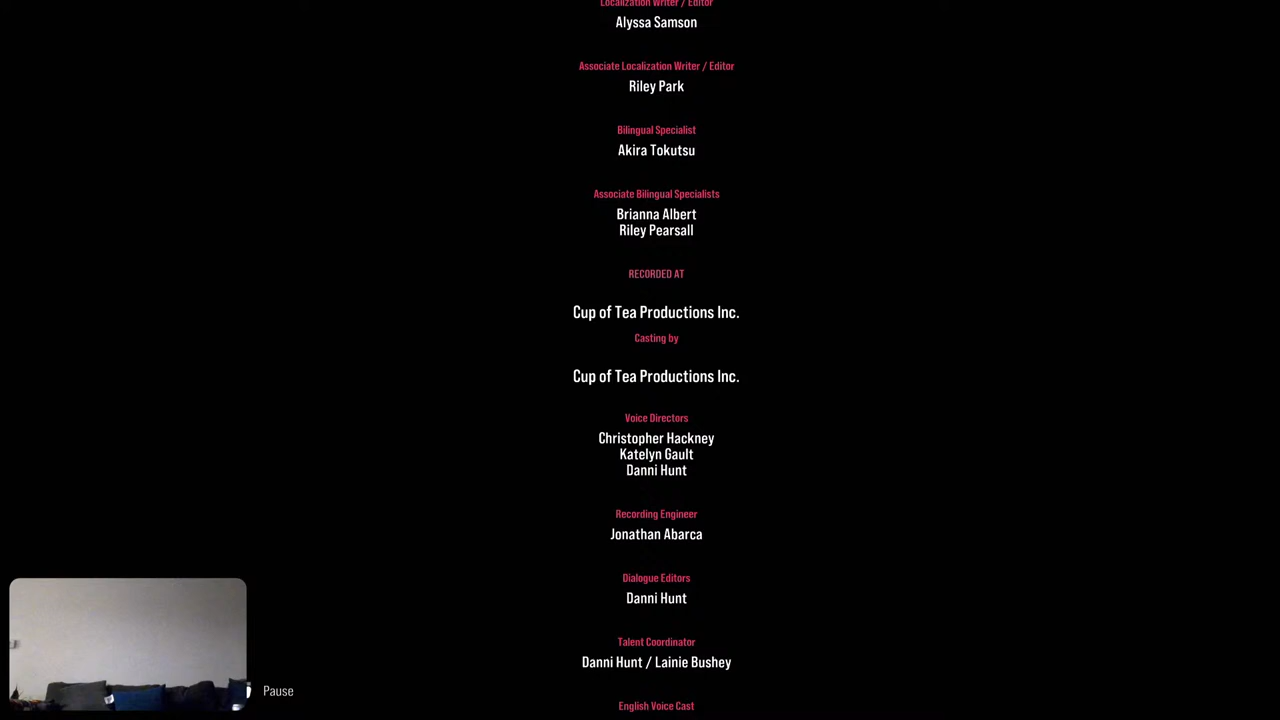 Localization Writer / Editor
Alyssa Samson
Associate Localization Writer / Editor
Riley Park
Bilingual Specialist
Akira Tokutsu
Associate Bilingual Specialists
Brianna Albert
Riley Pearsall
RECORDED AT
Cup of Tea Productions Inc.
Casting by
Cup of Tea Productions Inc.
Voice Directors
Christopher Hackney
Katelyn Gault
Danni Hunt
Recording Engineer
Jonathan Abarca
Dialogue Editors
Danni Hunt
Talent Coordinator
Danni Hunt / Lainie Bushey
Pause
English Voice Cast